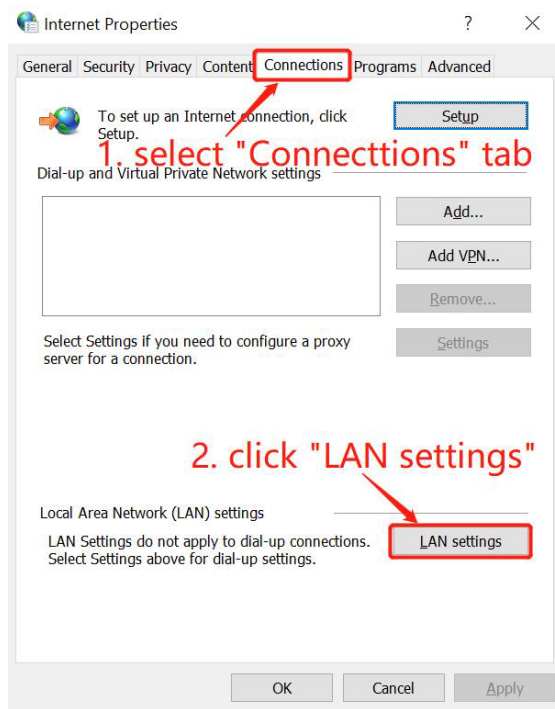 Internet Properties
General Security Privacy Content Connections Programs Advanced
To set up an Internet connection, click
Setup.
Setup
1. select "Connecttions" tab
Dial-up and Virtual Private Network settings
Add...
Add VPN...
Remove...
Select Settings if you need to configure a proxy
server for a connection.
Settings
2. click "LAN settings"
Local Area Network (LAN) settings
LAN Settings do not apply to dial-up connections.
Select Settings above for dial-up settings.
LAN settings
OK Cancel Apply